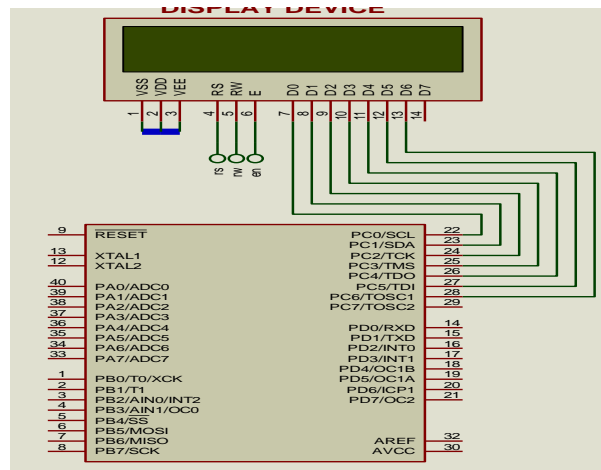 DISPLAY DEVICE
VSS VDD VEE RS RW E D0 D1 D2 D3 D4 D5 D6 D7
1 2 3 4 5 6 7 8 9 10 11 12 13 14
rs rw en
9 RESET PC0/SCL 22
PC1/SDA 23
13 XTAL1 PC2/TCK 24
12 XTAL2 PC3/TMS 25
PC4/TDO 26
40 PA0/ADC0 PC5/TDI 27
39 PA1/ADC1 PC6/TOSC1 28
38 PA2/ADC2 PC7/TOSC2 29
37 PA3/ADC3
36 PA4/ADC4 PD0/RXD 14
35 PA5/ADC5 PD1/TXD 15
34 PA6/ADC6 PD2/INT0 16
33 PA7/ADC7 PD3/INT1 17
PD4/OC1B 18
1 PB0/T0/XCK PD5/OC1A 19
2 PB1/T1 PD6/ICP1 20
3 PB2/AIN0/INT2 PD7/OC2 21
4 PB3/AIN1/OC0
5 PB4/SS
6 PB5/MOSI
7 PB6/MISO AREF 32
8 PB7/SCK AVCC 30